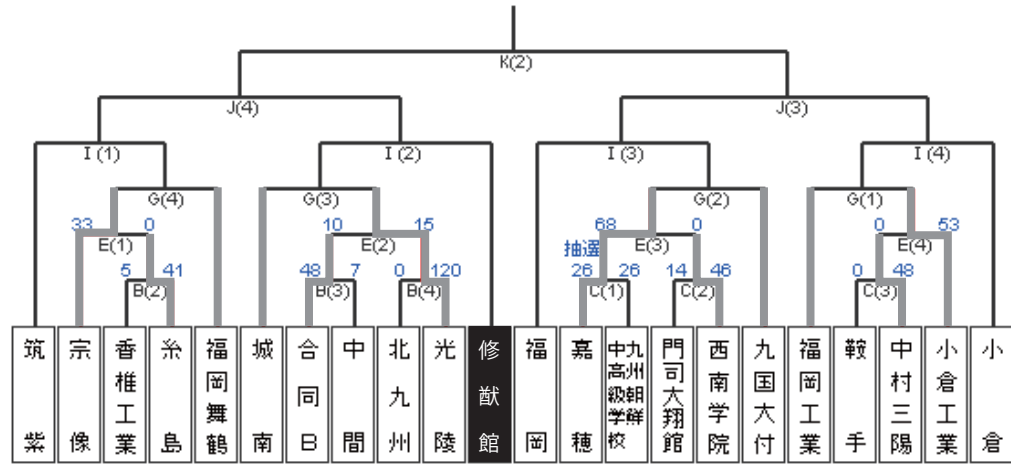 K(2)
J(4) J(3)
I(1) I(2) I(3) I(4)
G(4) G(3) G(2) G(1)
33 0 10 15 68 0 0 53
E(1) E(2) E(3) E(4)
抽選
5 41 48 7 0 120 26 26 14 46 0 48
B(2) B(3) B(4) C(1) C(2) C(3)
筑紫
宗像
香椎工業
糸島
福岡舞鶴
城南
合同B
中間
北九州
光陵
修猷館
福岡
嘉穂
九州朝鮮
中高級学校
門司大翔館
西南学院
九国大付
福岡工業
鞍手
中村三陽
小倉工業
小倉